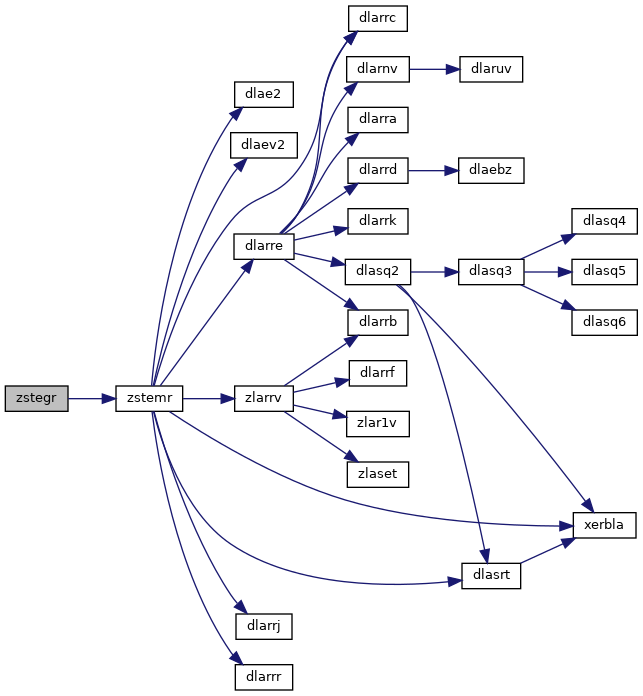 dlarrc
dlarnv
dlaruv
dlae2
dlarra
dlaev2
dlarrd
dlaebz
dlarrk
dlasq4
dlarre
dlasq2
dlasq3
dlasq5
dlarrb
dlasq6
dlarrf
zstegr
zstemr
zlarrv
zlar1v
zlaset
xerbla
dlasrt
dlarrj
dlarrr